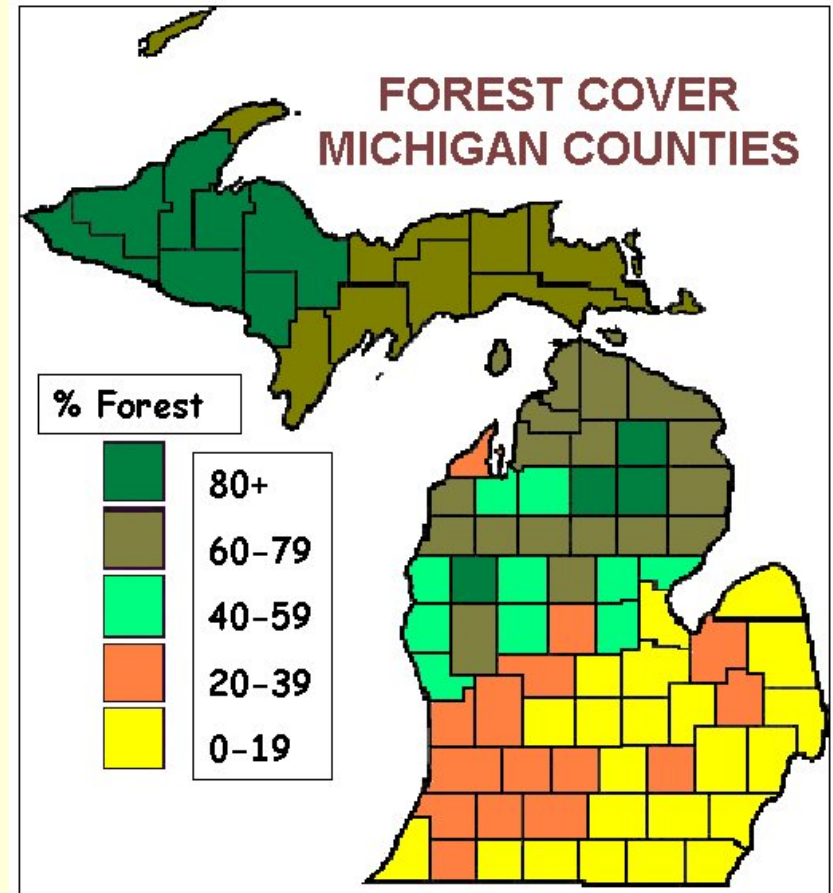 FOREST COVER
MICHIGAN COUNTIES
% Forest
80+
60-79
40-59
20-39
0-19